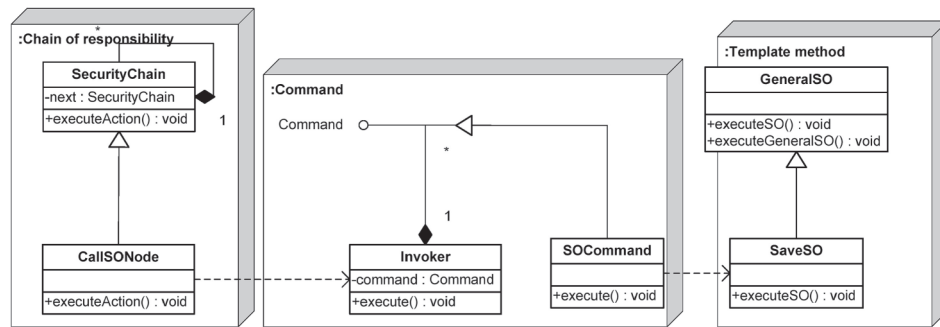 :Chain of responsibility
*
SecurityChain
-next : SecurityChain
+executeAction() : void
1
CallSONode
+executeAction() : void
:Command
Command
*
1
Invoker
-command : Command
+execute() : void
SOCommand
+execute() : void
:Template method
GeneralSO
+executeSO() : void
+executeGeneralSO() : void
SaveSO
+executeSO() : void